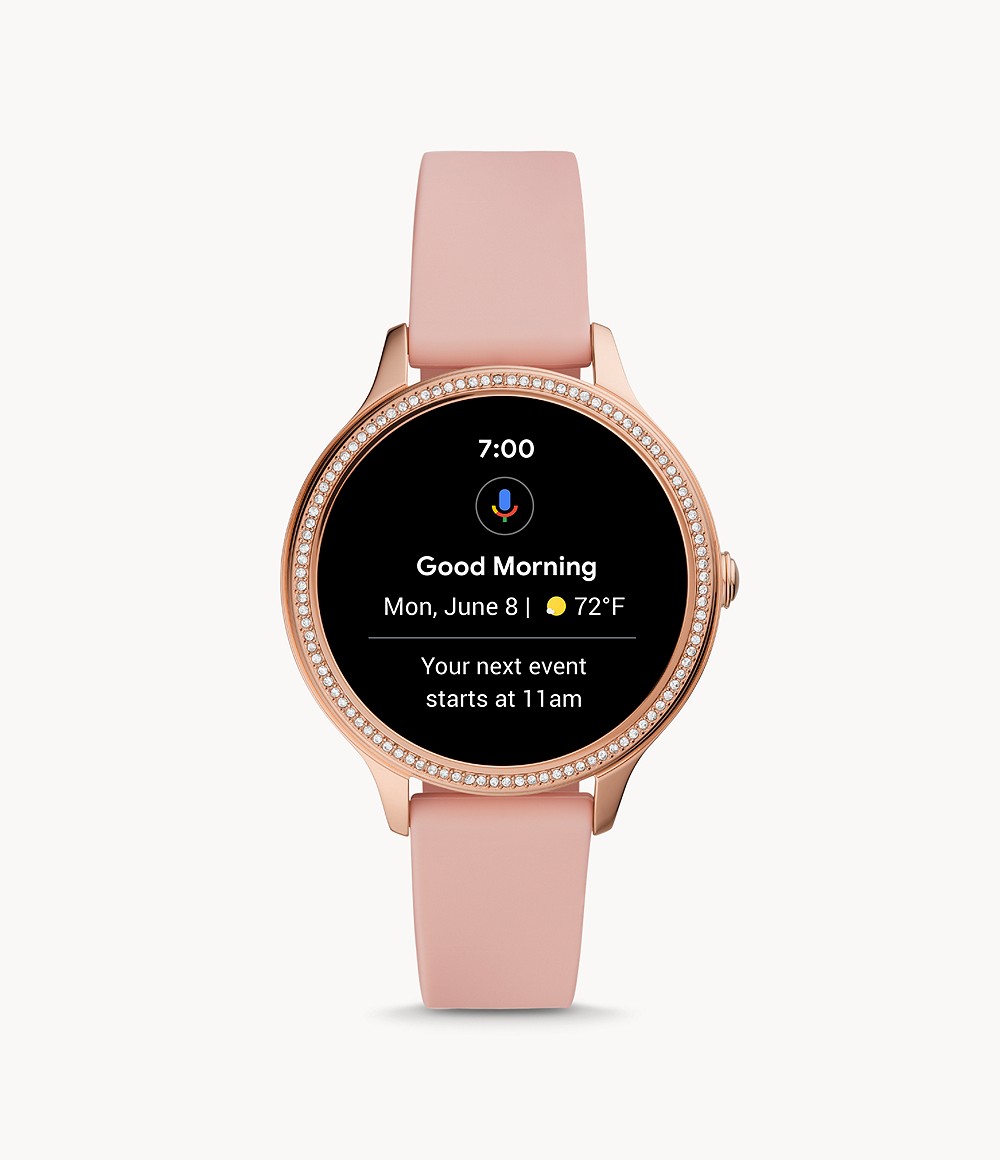 7:00
Good Morning
Mon, June 8 | 72°F
Your next event
starts at 11am